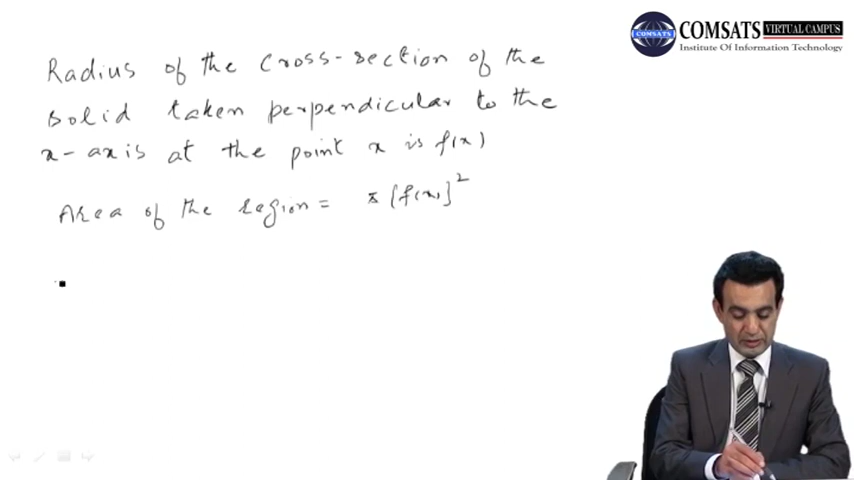 COMSATS VIRTUAL CAMPUS
COMSATS
Institute Of Information Technology
Radius of the cross-section of the
solid taken perpendicular to the
x-axis at the point x is f(x)
Area of the region = π [f(x)]²